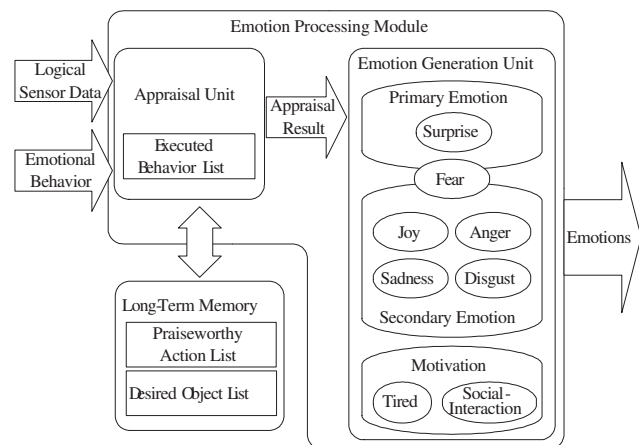 Emotion Processing Module
Logical
Sensor Data
Emotional
Behavior
Appraisal Unit
Executed
Behavior List
Appraisal
Result
Emotion Generation Unit
Primary Emotion
Surprise
Fear
Joy
Anger
Sadness
Disgust
Secondary Emotion
Motivation
Tired
Social-
Interaction
Emotions
Long-Term Memory
Praiseworthy
Action List
Desired Object List